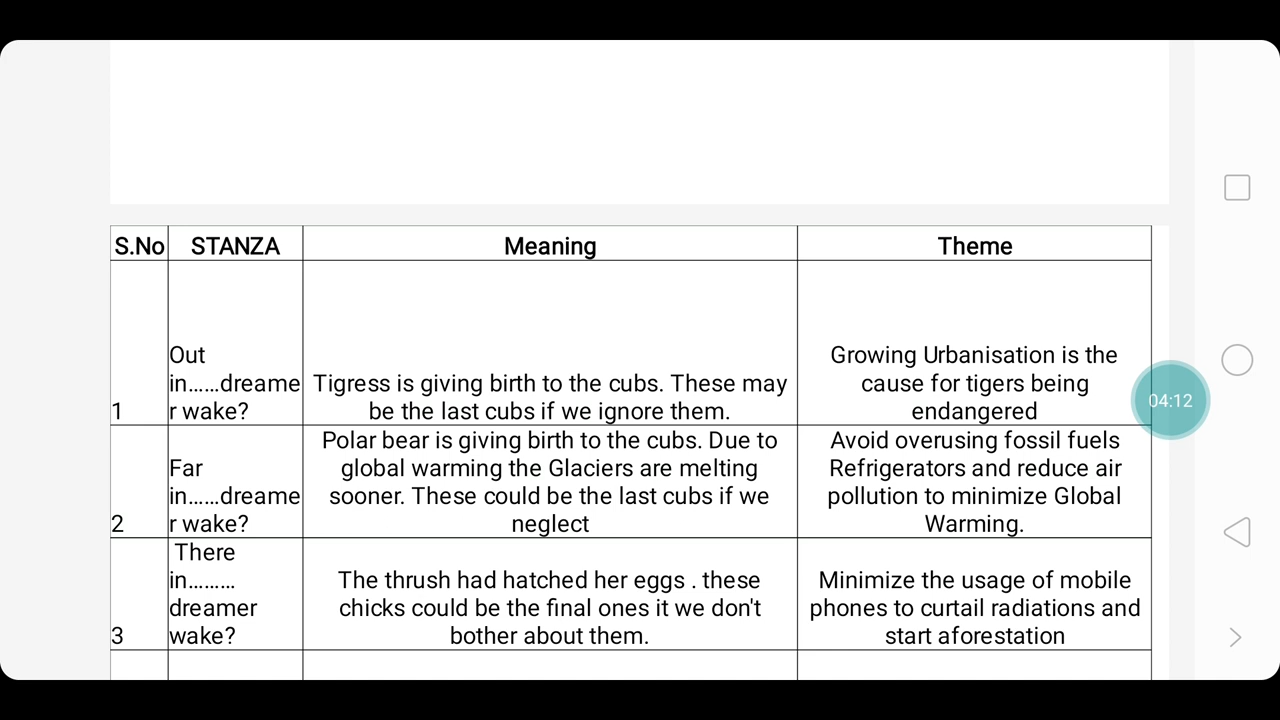 S.No STANZA Meaning Theme
Out
in......dreame
r wake?
1
Tigress is giving birth to the cubs. These may
be the last cubs if we ignore them.
Growing Urbanisation is the
cause for tigers being
endangered
Far
in......dreame
r wake?
2
Polar bear is giving birth to the cubs. Due to
global warming the Glaciers are melting
sooner. These could be the last cubs if we
neglect
Avoid overusing fossil fuels
Refrigerators and reduce air
pollution to minimize Global
Warming.
There
in.........
dreamer
wake?
3
The thrush had hatched her eggs . these
chicks could be the final ones it we don't
bother about them.
Minimize the usage of mobile
phones to curtail radiations and
start aforestation
04:12